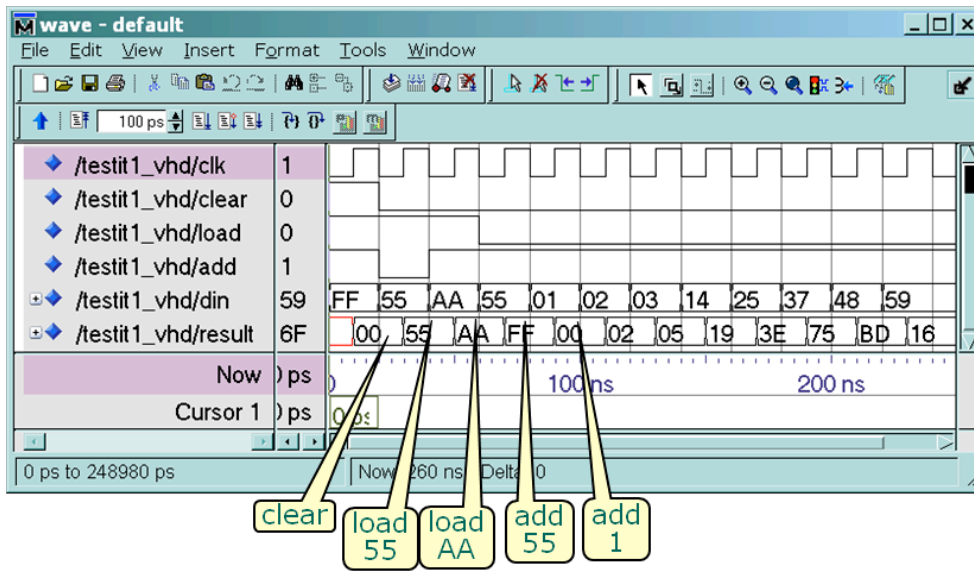 wave - default
File Edit View Insert Format Tools Window
100 ps
/testit1_vhd/clk 1
/testit1_vhd/clear 0
/testit1_vhd/load 0
/testit1_vhd/add 1
/testit1_vhd/din 59 FF 55 AA 55 01 02 03 14 25 37 48 59
/testit1_vhd/result 6F 00 55 AA FF 00 02 05 19 3E 75 BD 16
Now ps 100 ns 200 ns
Cursor 1 ps
0 ps to 248980 ps Now: 260 ns Delta: 0
clear
load
55
load
AA
add
55
add
1